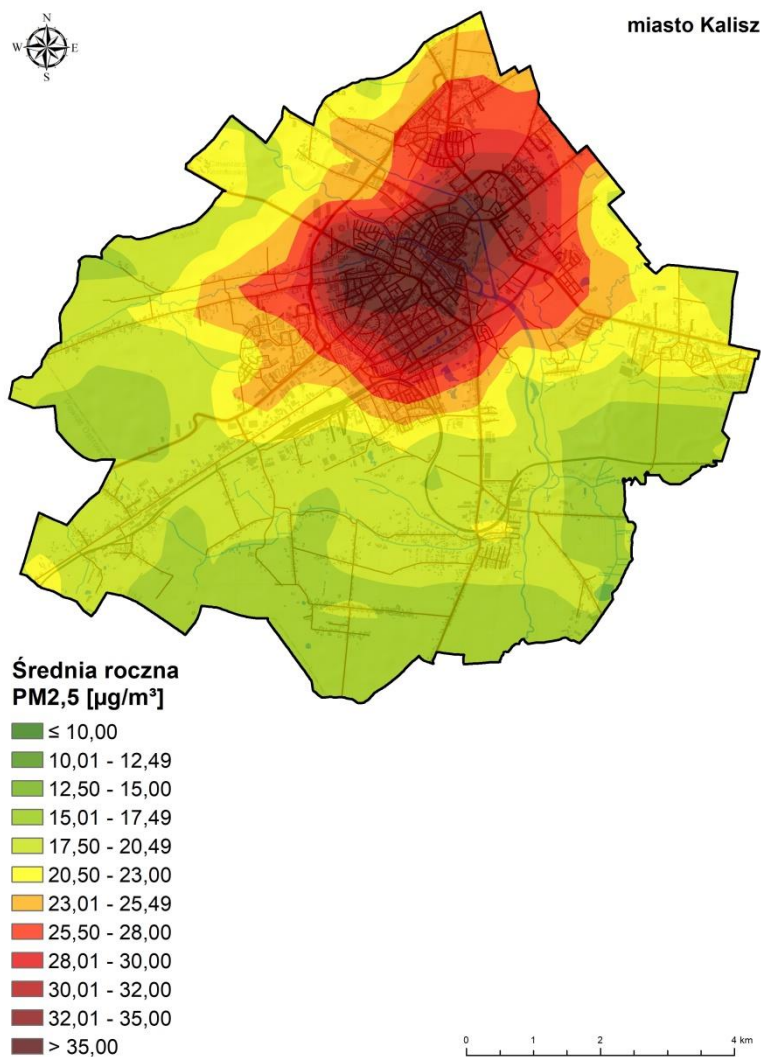 N
W E
S
miasto Kalisz
Kalisz
Średnia roczna
PM2,5 [µg/m³]
≤ 10,00
10,01 - 12,49
12,50 - 15,00
15,01 - 17,49
17,50 - 20,49
20,50 - 23,00
23,01 - 25,49
25,50 - 28,00
28,01 - 30,00
30,01 - 32,00
32,01 - 35,00
> 35,00
0 1 2 4 km